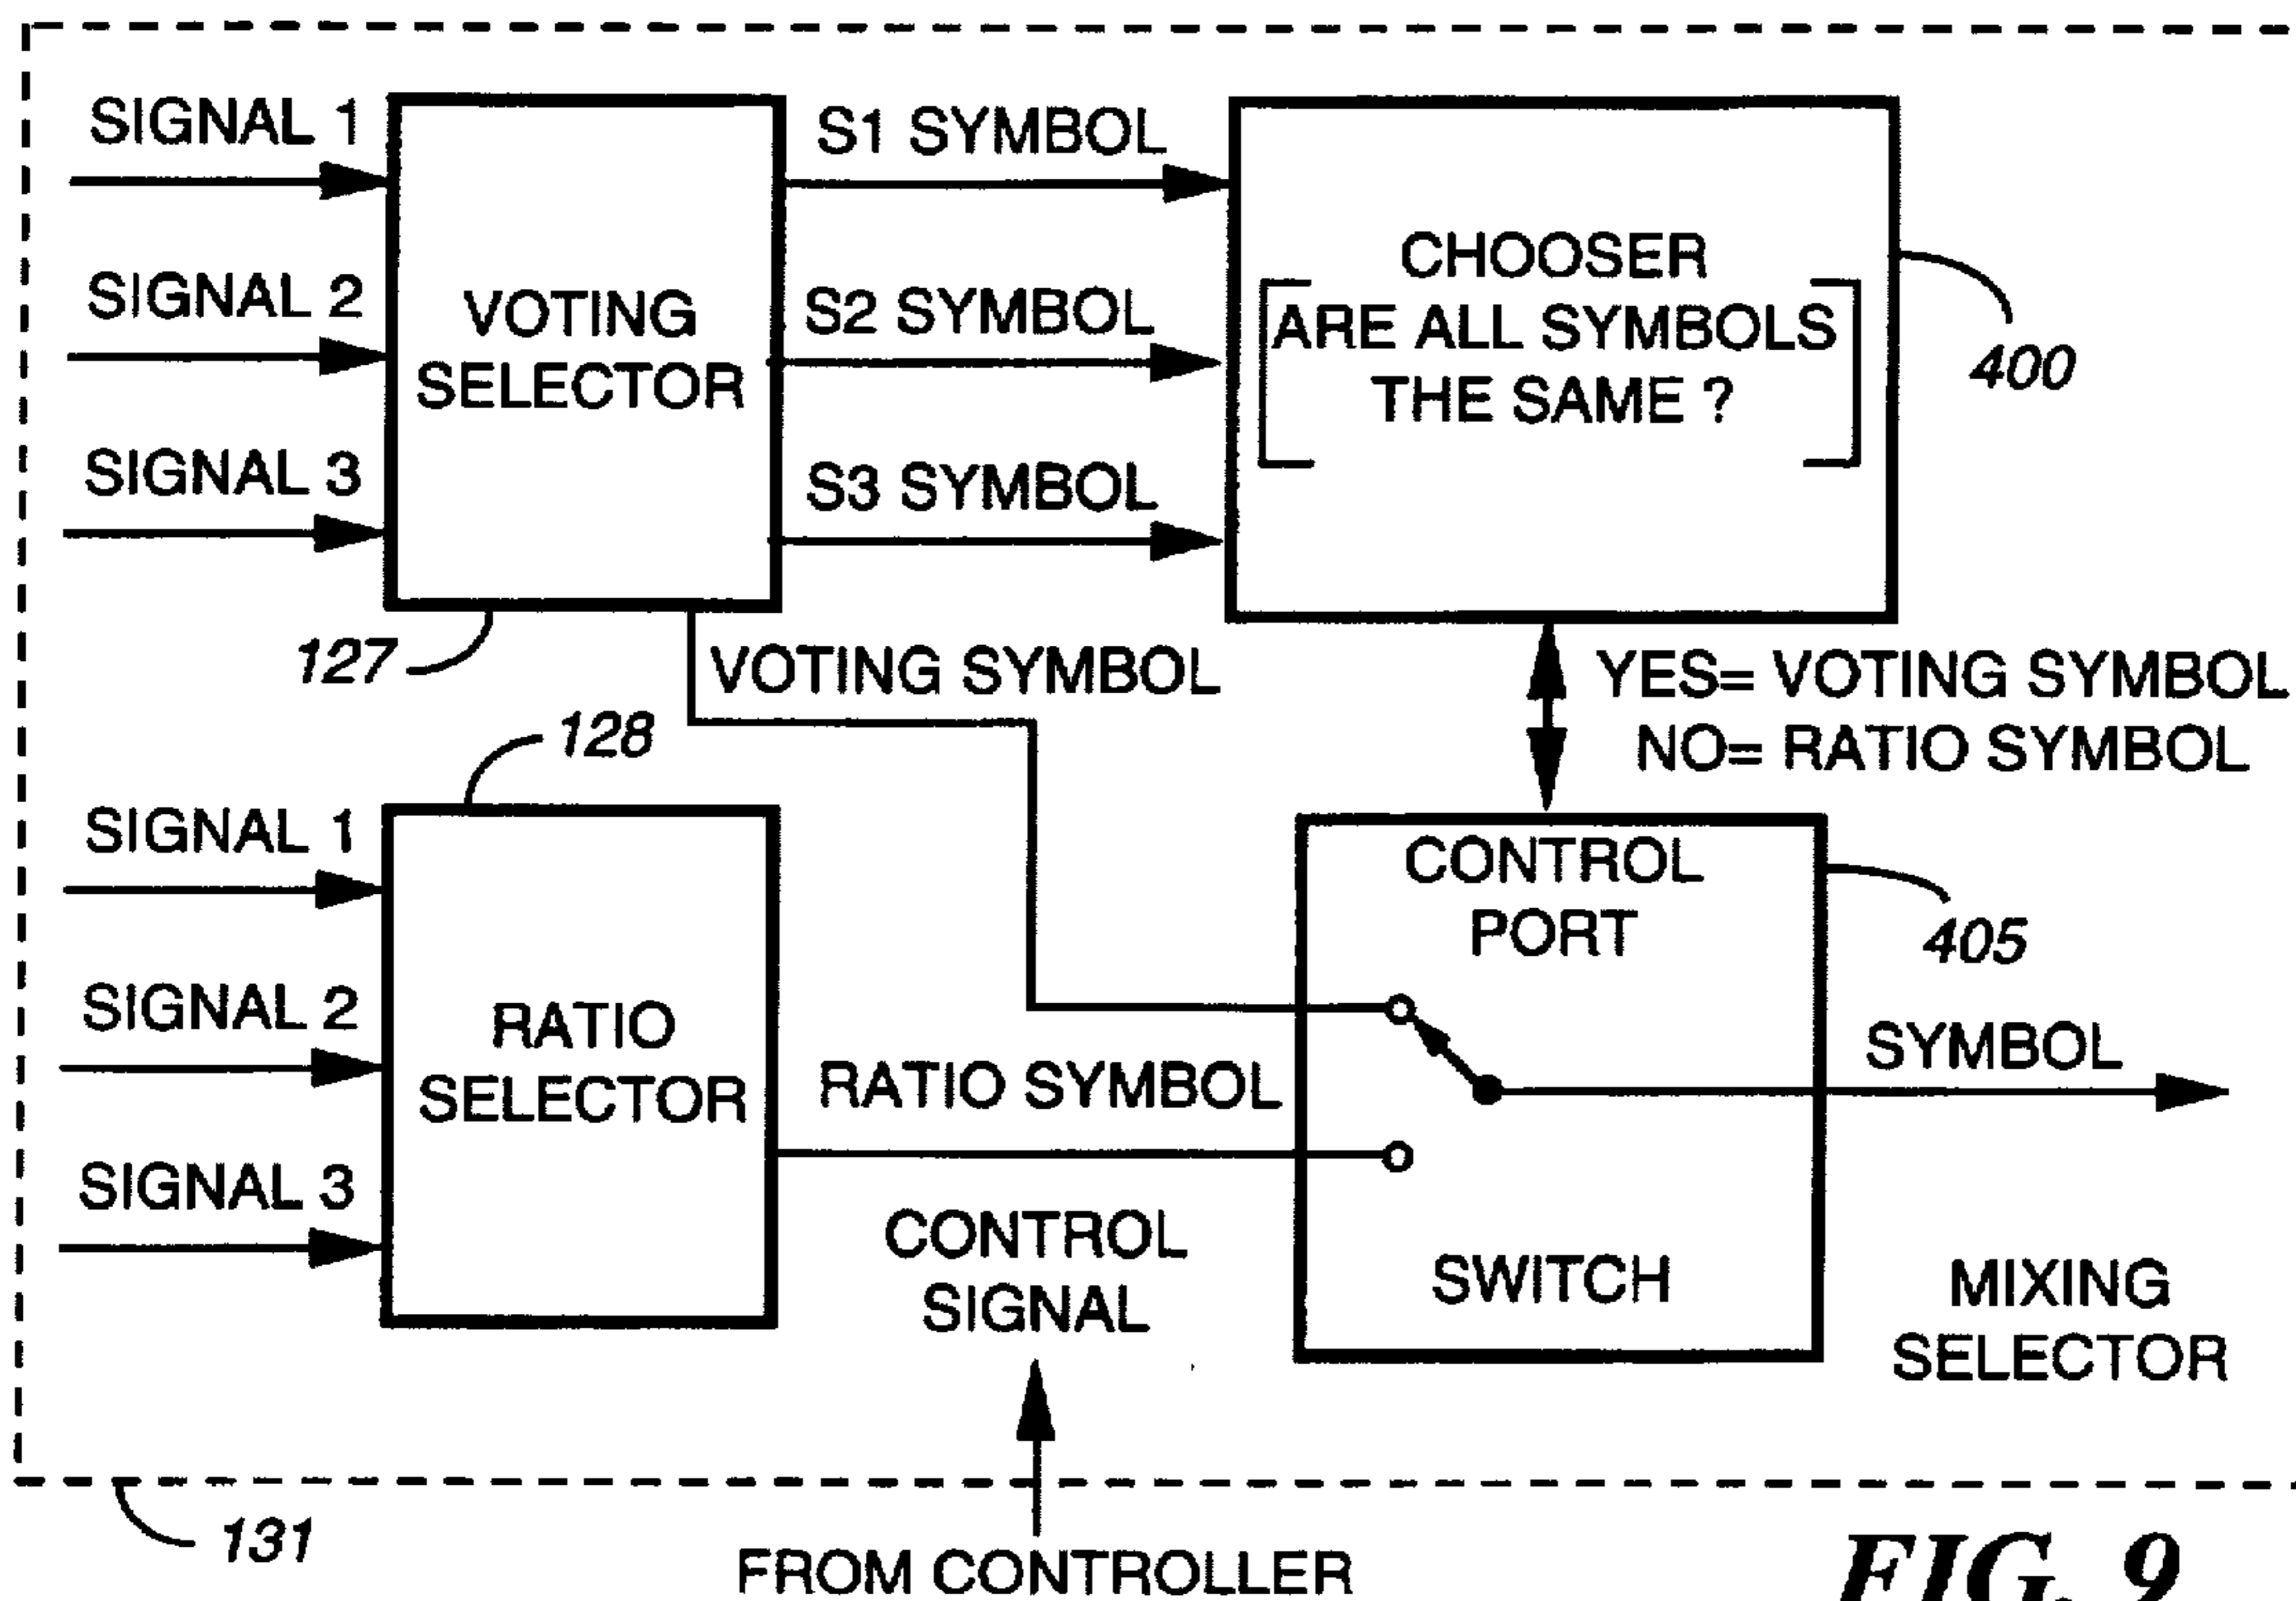 SIGNAL 1
SIGNAL 2
SIGNAL 3
VOTING
SELECTOR
127
S1 SYMBOL
S2 SYMBOL
S3 SYMBOL
CHOOSER
ARE ALL SYMBOLS
THE SAME ?
400
VOTING SYMBOL
YES= VOTING SYMBOL
NO= RATIO SYMBOL
128
SIGNAL 1
SIGNAL 2
SIGNAL 3
RATIO
SELECTOR
RATIO SYMBOL
CONTROL
PORT
405
SWITCH
SYMBOL
CONTROL
SIGNAL
MIXING
SELECTOR
131
FROM CONTROLLER
FIG. 9